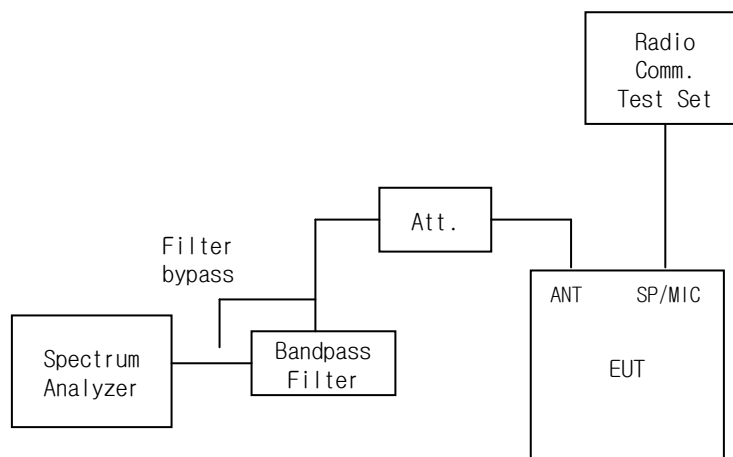 Radio
Comm.
Test Set
Att.
Filter
bypass
ANT
SP/MIC
Spectrum
Analyzer
Bandpass
Filter
EUT